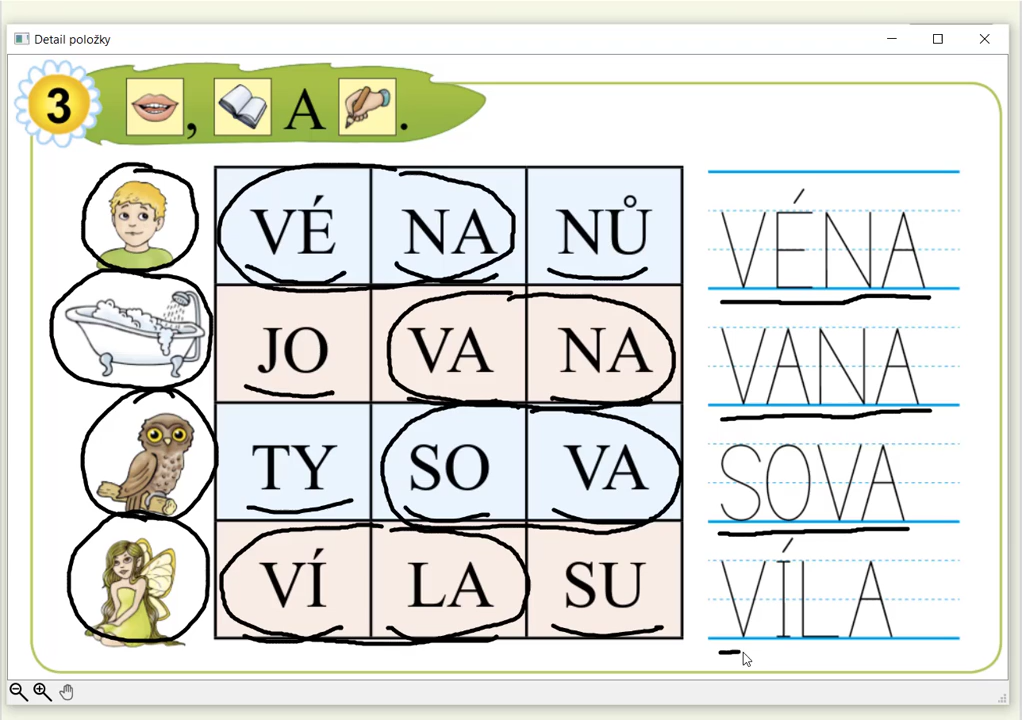 Detail položky
3 , A .
VÉ NA NŮ VÉNA
JO VA NA VANA
TY SO VA SOVA
VÍ LA SU VÍLA